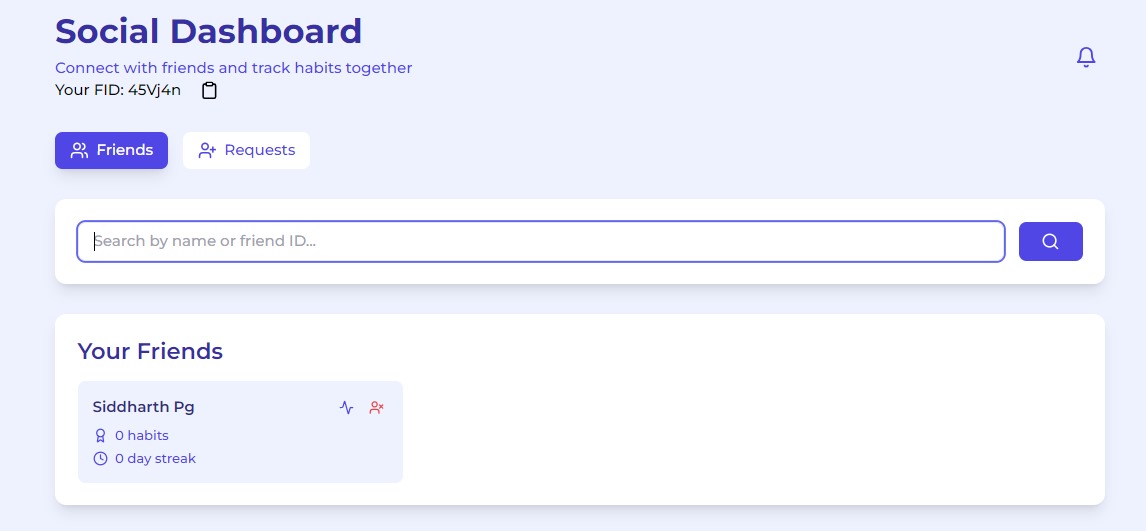 Social Dashboard
Connect with friends and track habits together
Your FID: 45Vj4n
Friends
Requests
Search by name or friend ID...
Your Friends
Siddharth Pg
0 habits
0 day streak